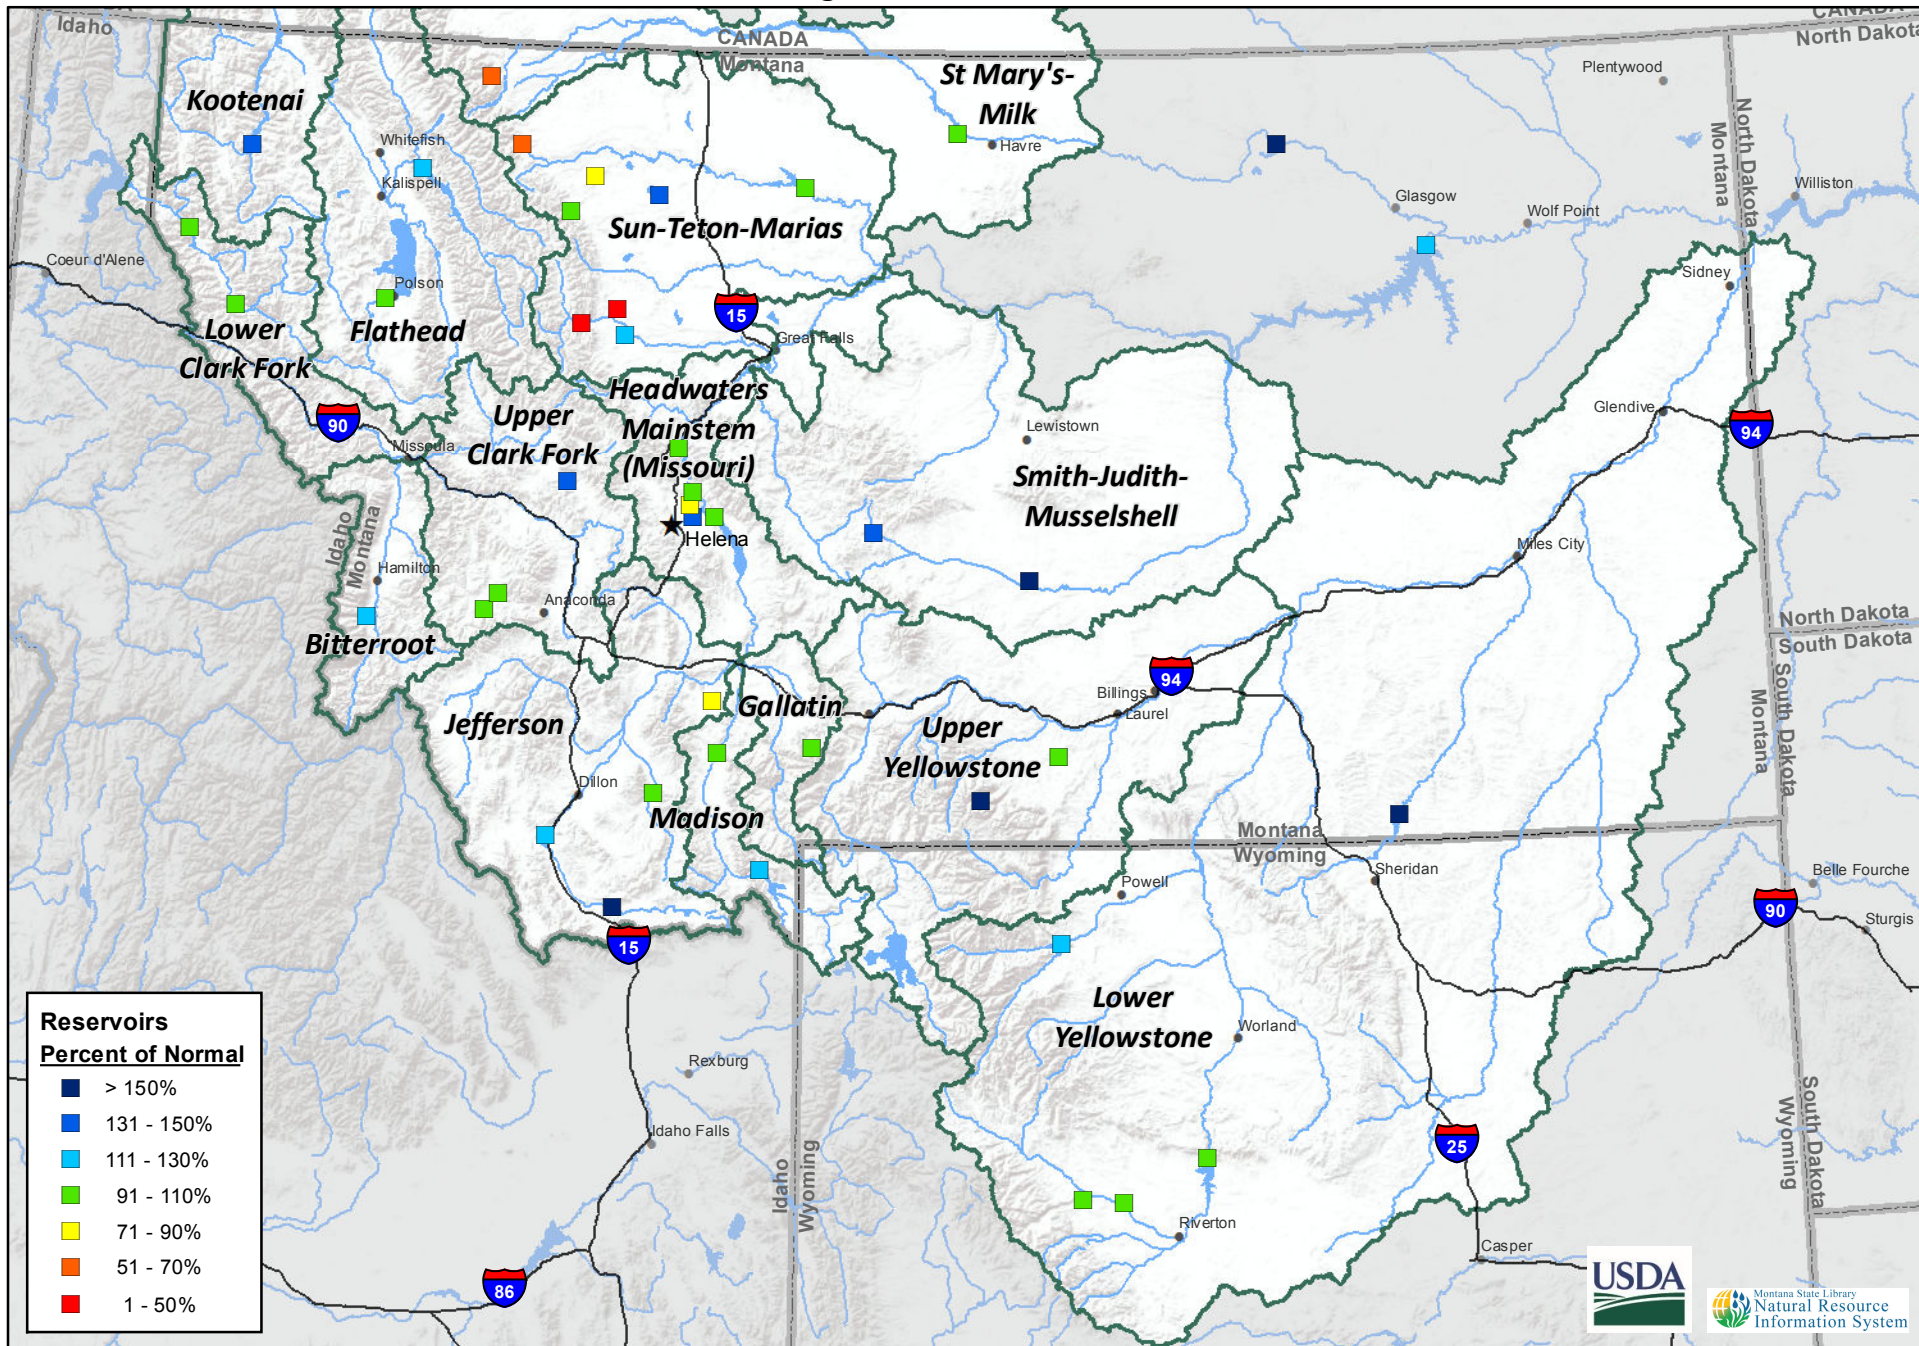 Idaho
CANADA
Montana
CANADA
North Dakota
Plentywood
St Mary's-
Milk
Kootenai
Whitefish
Havre
North Dakota
Montana
Kalispell
Williston
Glasgow
Wolf Point
Sun-Teton-Marias
Coeur d'Alene
Polson
Sidney
15
Lower
Clark Fork
Flathead
Great Falls
Headwaters
Mainstem
(Missouri)
Upper
Clark Fork
90
Missoula
Glendive
94
Lewistown
Smith-Judith-
Musselshell
Idaho
Montana
Helena
Miles City
Hamilton
Anaconda
Bitterroot
North Dakota
South Dakota
94
Billings
Laurel
South Dakota
Montana
Gallatin
Jefferson
Upper
Yellowstone
Dillon
Madison
Montana
Wyoming
Sheridan
Powell
Belle Fourche
90
Sturgis
15
Lower
Yellowstone
Worland
Rexburg
Idaho Falls
Idaho
Wyoming
25
South Dakota
Wyoming
Riverton
Casper
86
Reservoirs
Percent of Normal
> 150%
131 - 150%
111 - 130%
91 - 110%
71 - 90%
51 - 70%
1 - 50%
USDA
Montana State Library
Natural Resource
Information System